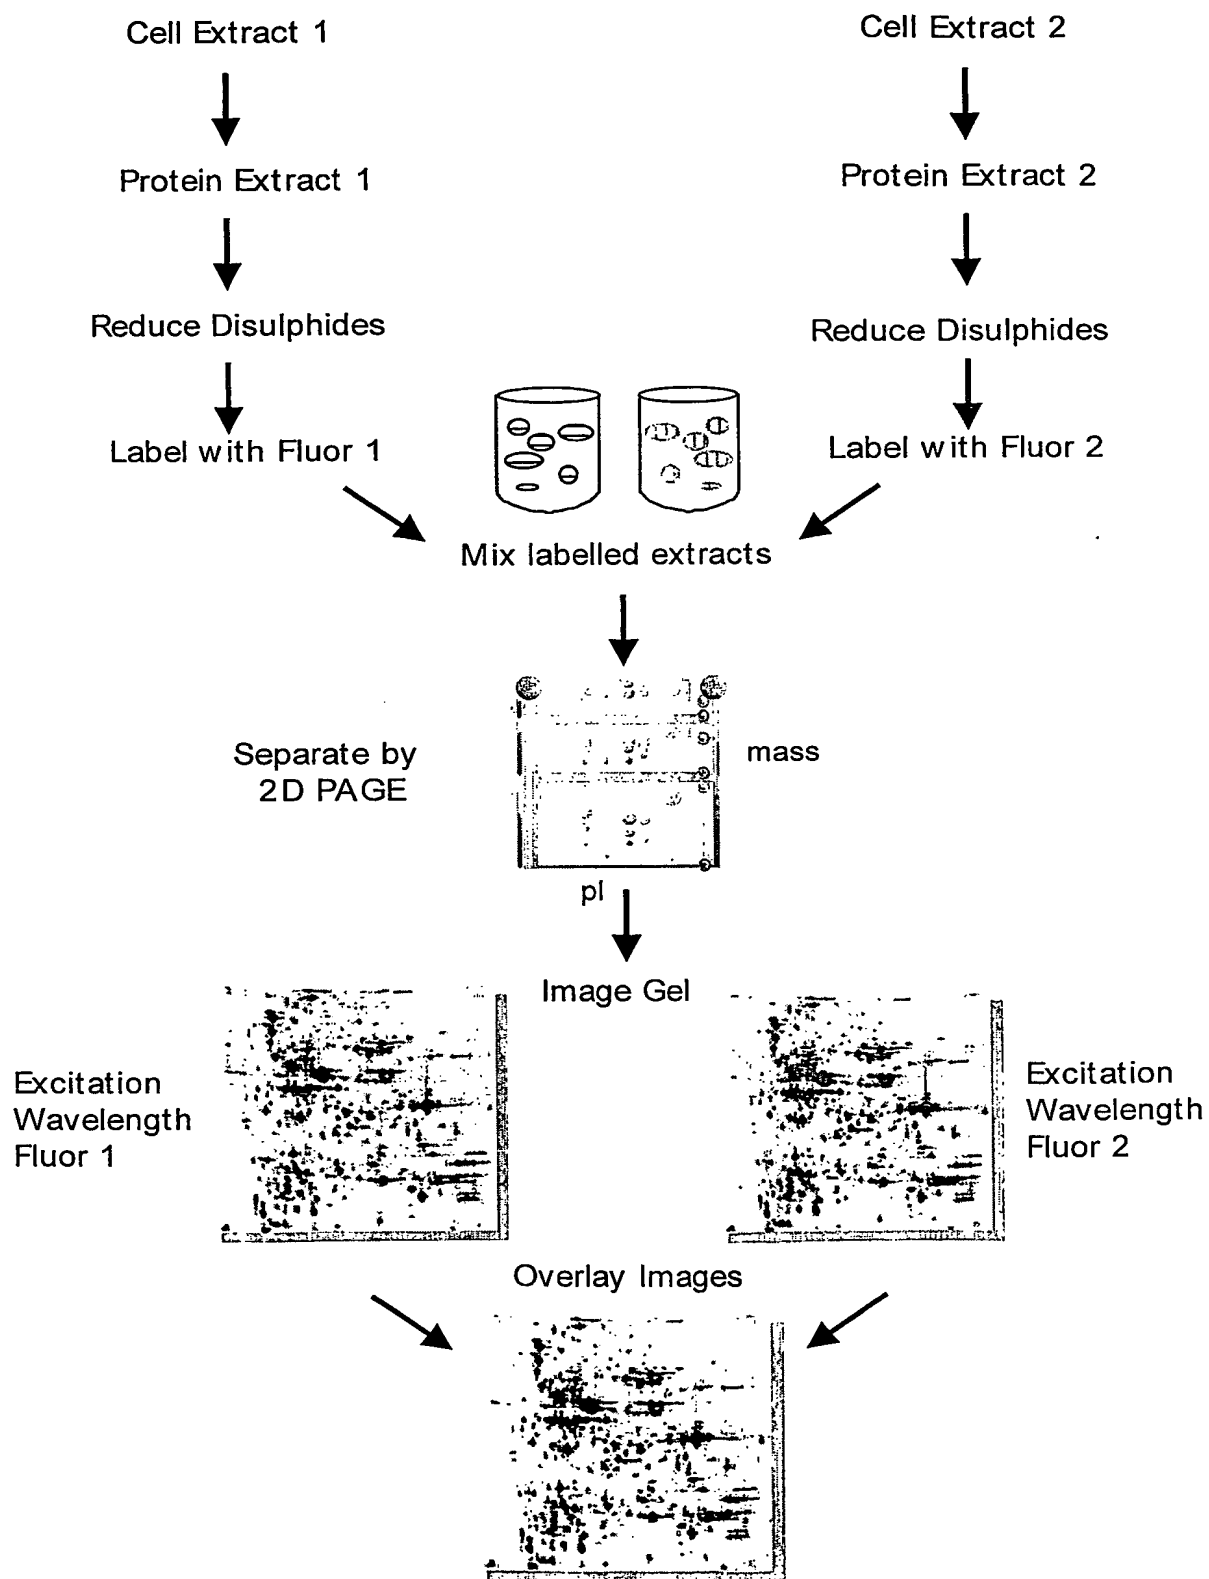 Cell Extract 1
Cell Extract 2
Protein Extract 1
Protein Extract 2
Reduce Disulphides
Reduce Disulphides
Label with Fluor 1
Label with Fluor 2
Mix labelled extracts
Separate by
2D PAGE
mass
pI
Image Gel
Excitation
Wavelength
Fluor 1
Excitation
Wavelength
Fluor 2
Overlay Images